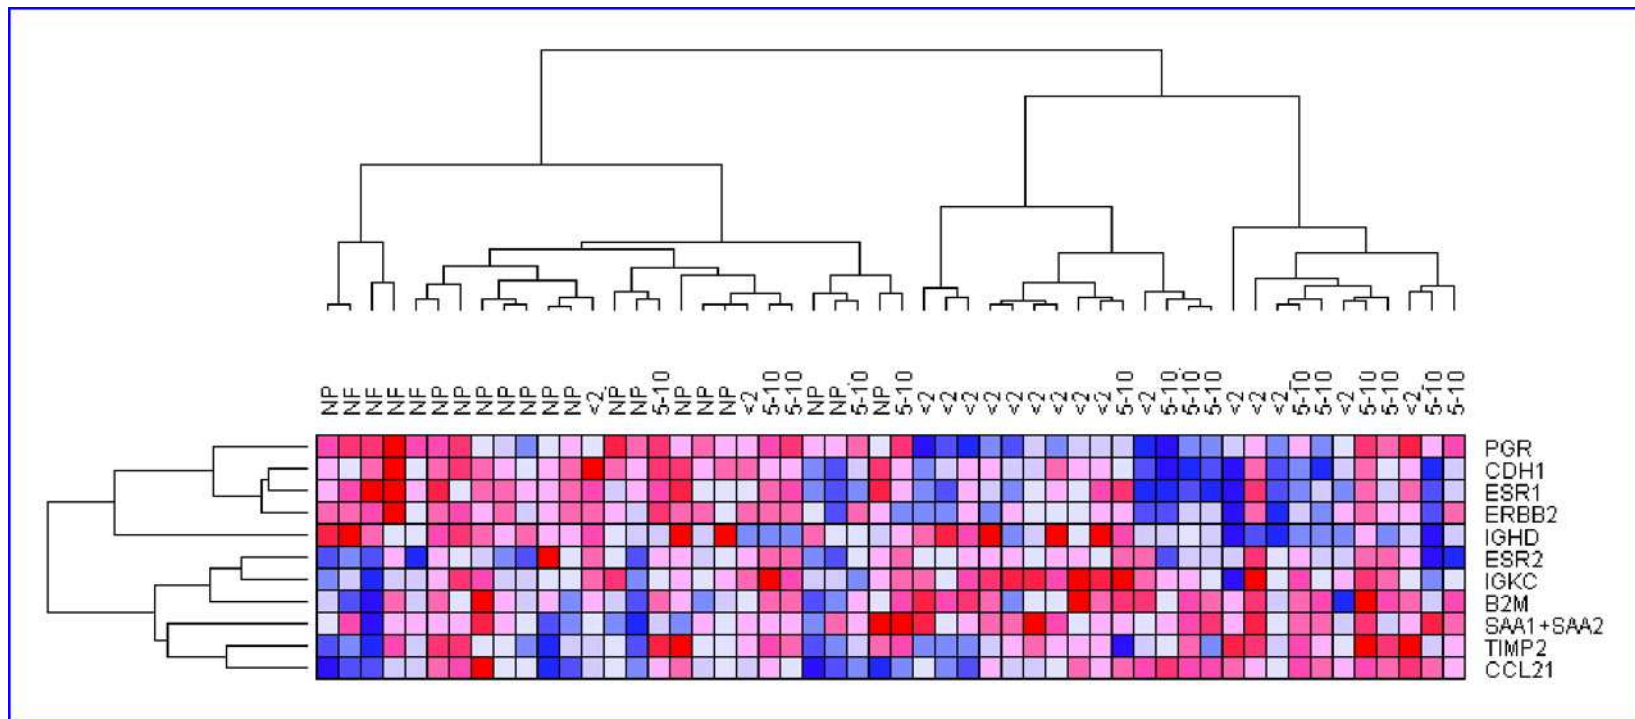 NP
NF
NF
NF
NF
NP
NP
NP
NP
NP
NP
NP
<2
NP
NP
5-10
NP
NP
NP
<2
5-10
5-10
NP
NP
5-10
NP
5-10
<2
<2
<2
<2
<2
<2
<2
<2
<2
5-10
<2
5-10
5-10
5-10
<2
<2
<2
5-10
5-10
<2
5-10
5-10
<2
5-10
5-10
PGR
CDH1
ESR1
ERBB2
IGHD
ESR2
IGKC
B2M
SAA1+SAA2
TIMP2
CCL21